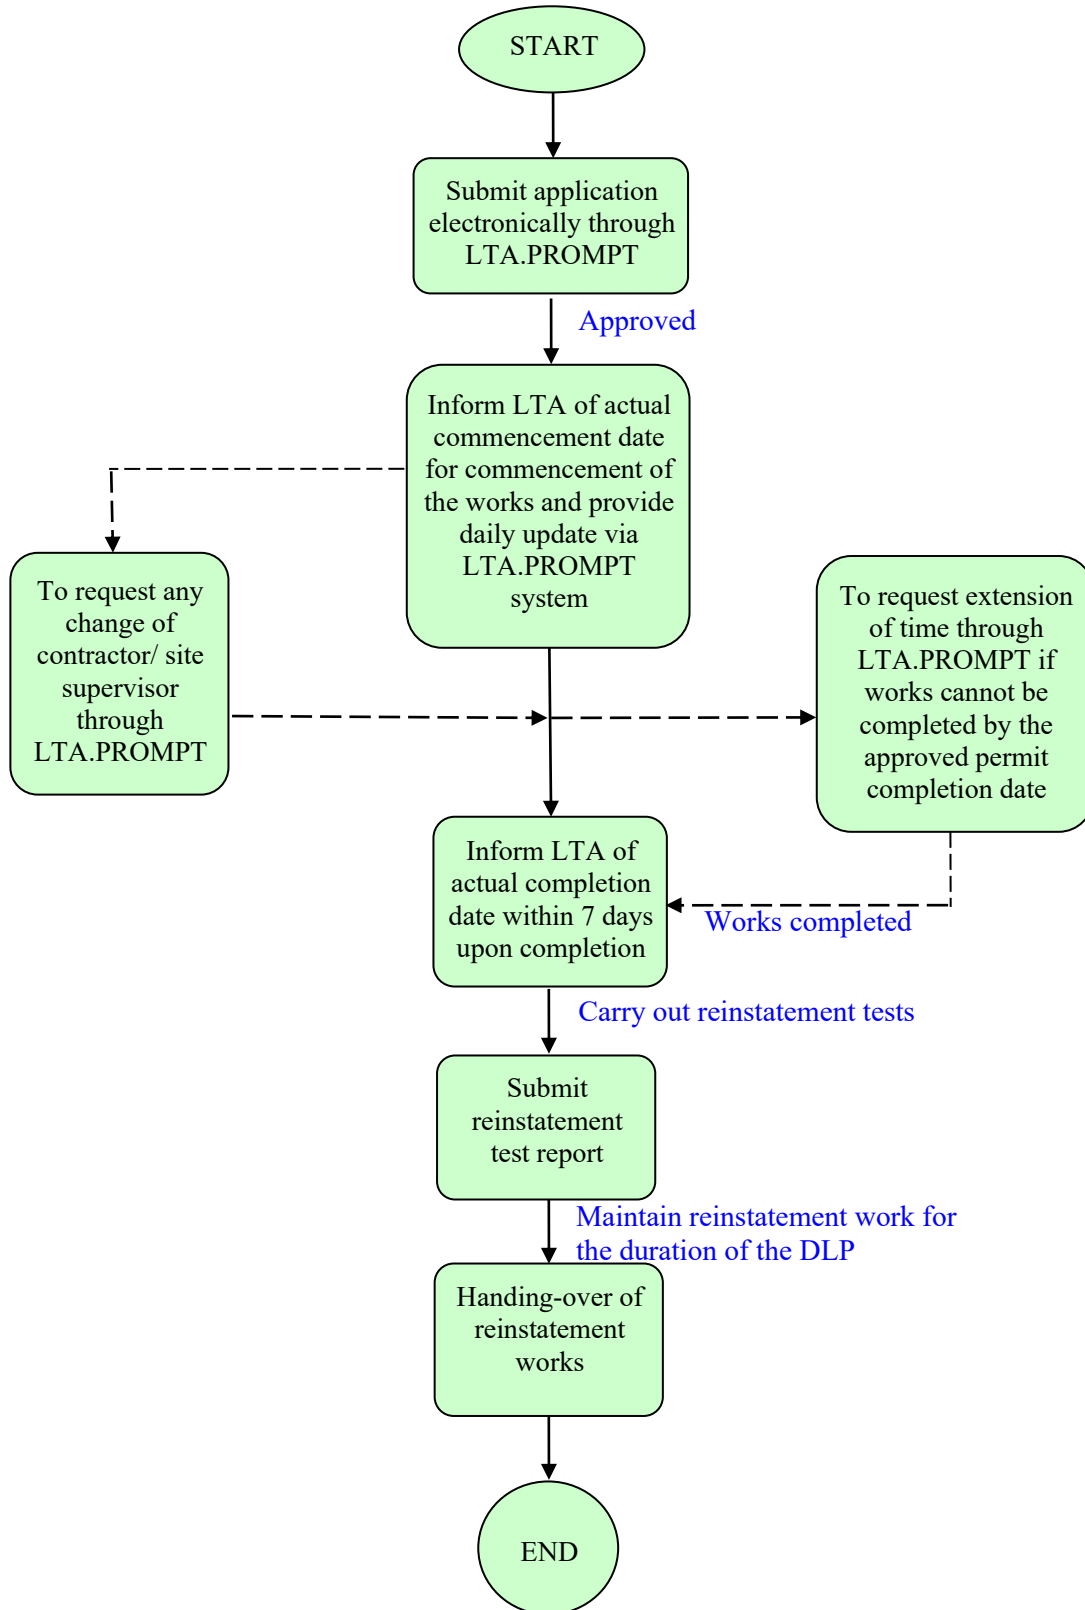 START
Submit application
electronically through
LTA.PROMPT
Approved
Inform LTA of actual
commencement date
for commencement of
the works and provide
daily update via
LTA.PROMPT
system
To request any
change of
contractor/ site
supervisor
through
LTA.PROMPT
To request extension
of time through
LTA.PROMPT if
works cannot be
completed by the
approved permit
completion date
Inform LTA of
actual completion
date within 7 days
upon completion
Works completed
Carry out reinstatement tests
Submit
reinstatement
test report
Maintain reinstatement work for
the duration of the DLP
Handing-over of
reinstatement
works
END